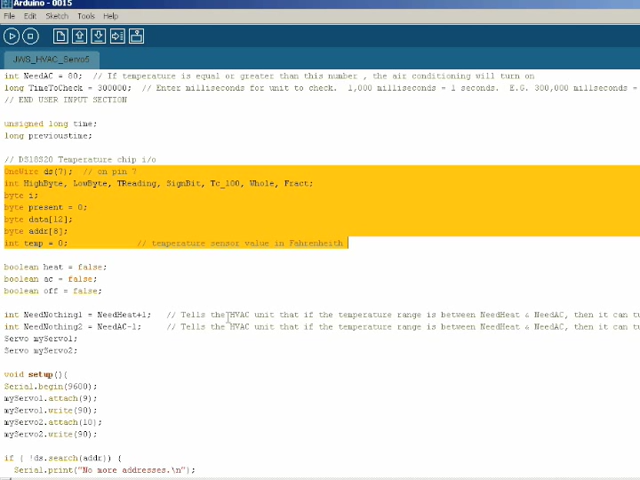 Arduino - 0015
File Edit Sketch Tools Help
JWS_HVAC_Servo5
int NeedAC = 80; // If temperature is equal or greater than this number , the air conditioning will turn on
long TimeToCheck = 300000; // Enter milliseconds for unit to check. 1,000 milliseconds = 1 seconds. E.G. 300,000 millseconds =
// END USER INPUT SECTION
unsigned long time;
long previoustime;
// DS18S20 Temperature chip i/o
OneWire ds(7); // on pin 7
int HighByte, LowByte, TReading, SignBit, Tc_100, Whole, Fract;
byte i;
byte present = 0;
byte data[12];
byte addr[8];
int temp = 0; // temperature sensor value in Fahrenheith
boolean heat = false;
boolean ac = false;
boolean off = false;
int NeedNothing1 = NeedHeat+1; // Tells the HVAC unit that if the temperature range is between NeedHeat & NeedAC, then it can tu
int NeedNothing2 = NeedAC-1; // Tells the HVAC unit that if the temperature range is between NeedHeat & NeedAC, then it can tu
Servo myServo1;
Servo myServo2;
void setup(){
Serial.begin(9600);
myServo1.attach(9);
myServo1.write(90);
myServo2.attach(10);
myServo2.write(90);
if ( !ds.search(addr)) {
Serial.print("No more addresses.\n");